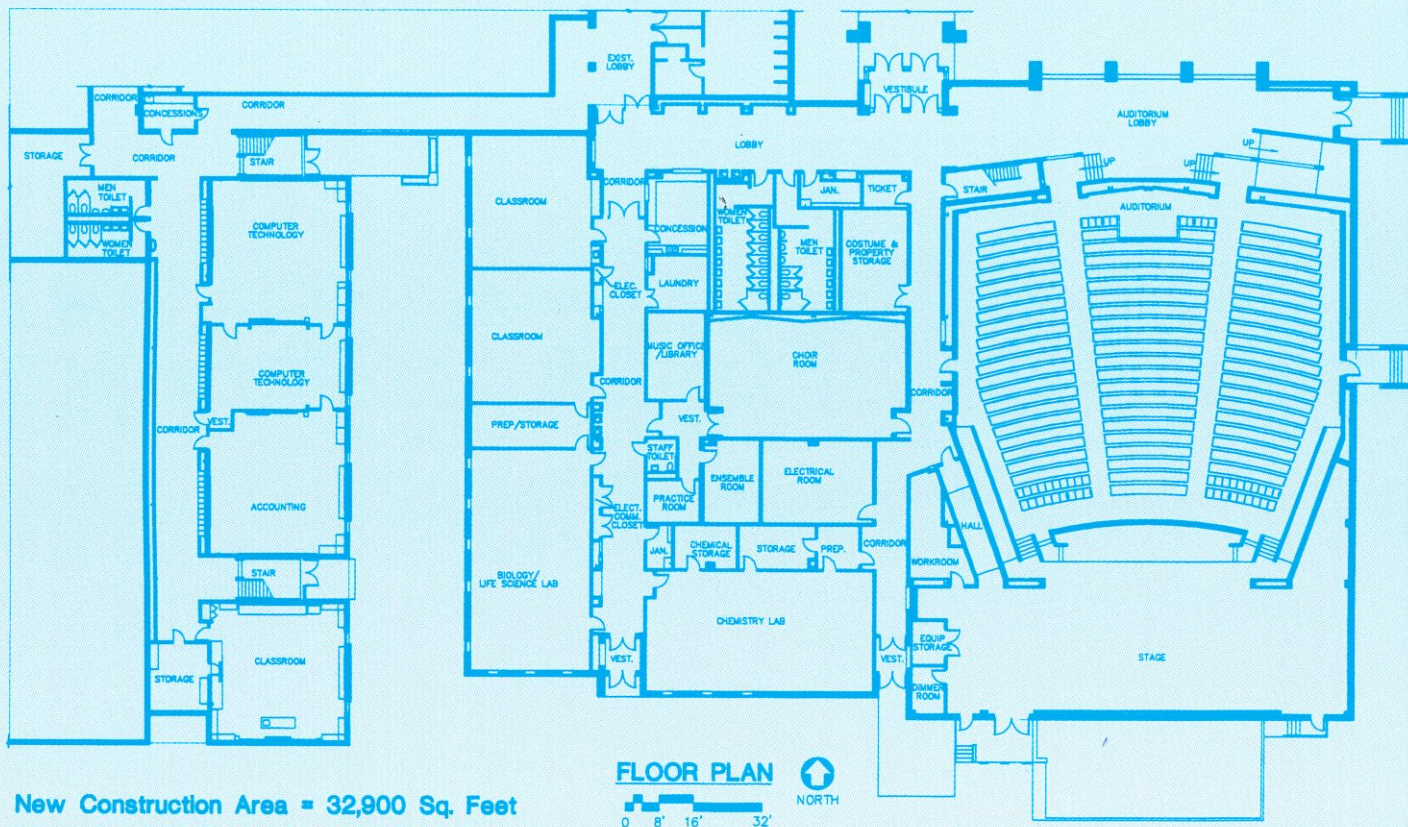 EXIST.
LOBBY
CORRIDOR
CONCESSIONS
CORRIDOR
VESTIBULE
AUDITORIUM
LOBBY
STORAGE
CORRIDOR
STAIR
LOBBY
UP
UP
UP
MEN
TOILET
WOMEN
TOILET
COMPUTER
TECHNOLOGY
CLASSROOM
CORRIDOR
CONCESSION
WOMEN
TOILET
JAN.
TICKET
MEN
TOILET
COSTUME &
PROPERTY
STORAGE
STAIR
AUDITORIUM
ELEC.
CLOSET
LAUNDRY
CLASSROOM
MUSIC OFFICE
/LIBRARY
CHOIR
ROOM
COMPUTER
TECHNOLOGY
CORRIDOR
CORRIDOR
VEST.
CORRIDOR
PREP/STORAGE
VEST.
STAFF
TOILET
ENSEMBLE
ROOM
ELECTRICAL
ROOM
ACCOUNTING
PRACTICE
ROOM
ELECT.
COMM.
CLOSET
HALL
JAN.
CHEMICAL
STORAGE
STORAGE
PREP.
CORRIDOR
WORKROOM
STAIR
BIOLOGY/
LIFE SCIENCE LAB
CHEMISTRY LAB
EQUIP
STORAGE
STAGE
CLASSROOM
STORAGE
VEST.
VEST.
DIMMER
ROOM
FLOOR PLAN
NORTH
0 8' 16' 32'
New Construction Area = 32,900 Sq. Feet